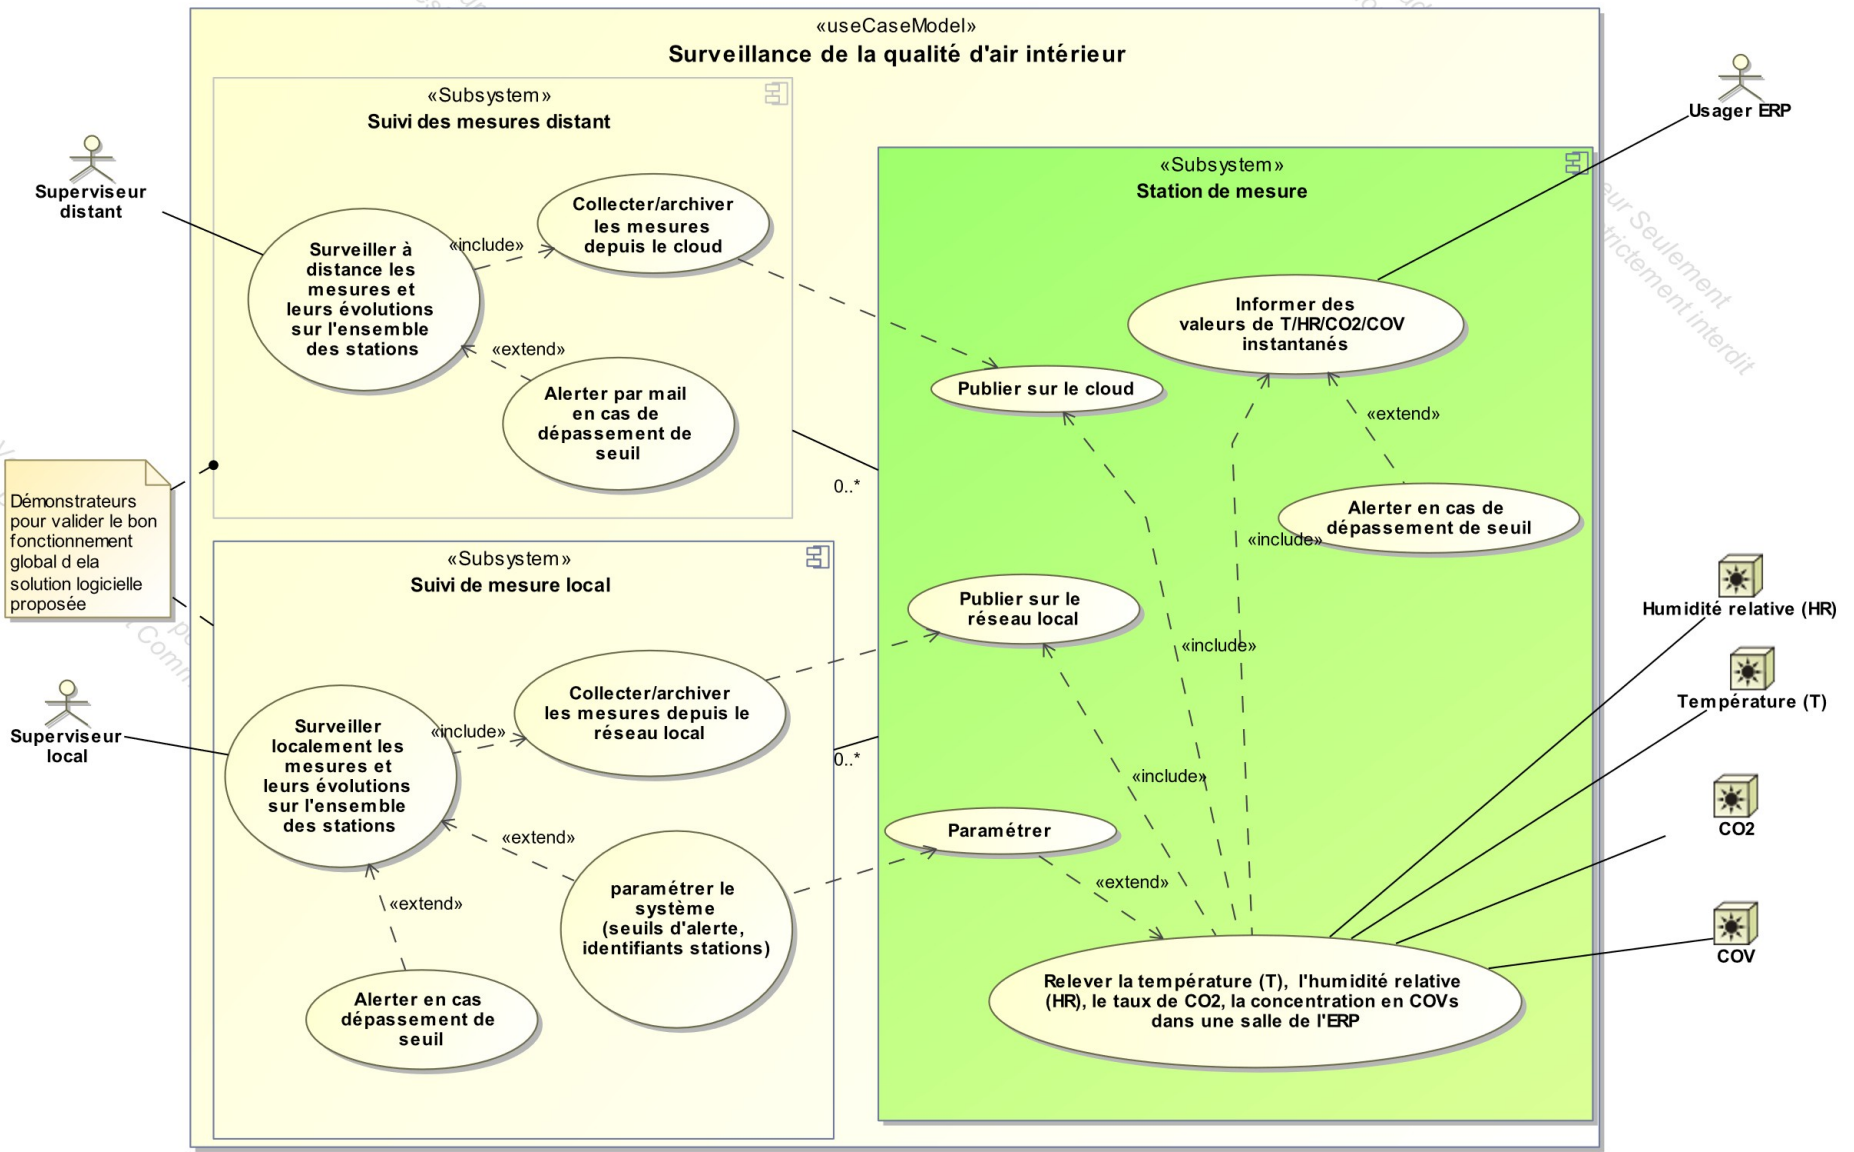 «useCaseModel»
Surveillance de la qualité d'air intérieur
«Subsystem»
Suivi des mesures distant
Superviseur
distant
Surveiller à
distance les
mesures et
leurs évolutions
sur l'ensemble
des stations
«include»
Collecter/archiver
les mesures
depuis le cloud
«extend»
Alerter par mail
en cas de
dépassement de
seuil
0..*
Démonstrateurs
pour valider le bon
fonctionnement
global d ela
solution logicielle
proposée
«Subsystem»
Suivi de mesure local
Superviseur
local
Surveiller
localement les
mesures et
leurs évolutions
sur l'ensemble
des stations
«include»
Collecter/archiver
les mesures depuis le
réseau local
0..*
«extend»
paramétrer le
système
(seuils d'alerte,
identifiants stations)
«extend»
Alerter en cas
dépassement de
seuil
«Subsystem»
Station de mesure
Usager ERP
Informer des
valeurs de T/HR/CO2/COV
instantanés
Publier sur le cloud
«extend»
Alerter en cas de
dépassement de seuil
«include»
Publier sur le
réseau local
«include»
«include»
Paramétrer
«extend»
Relever la température (T), l'humidité relative
(HR), le taux de CO2, la concentration en COVs
dans une salle de l'ERP
Humidité relative (HR)
Température (T)
CO2
COV
eur Seulement
trictement interdit